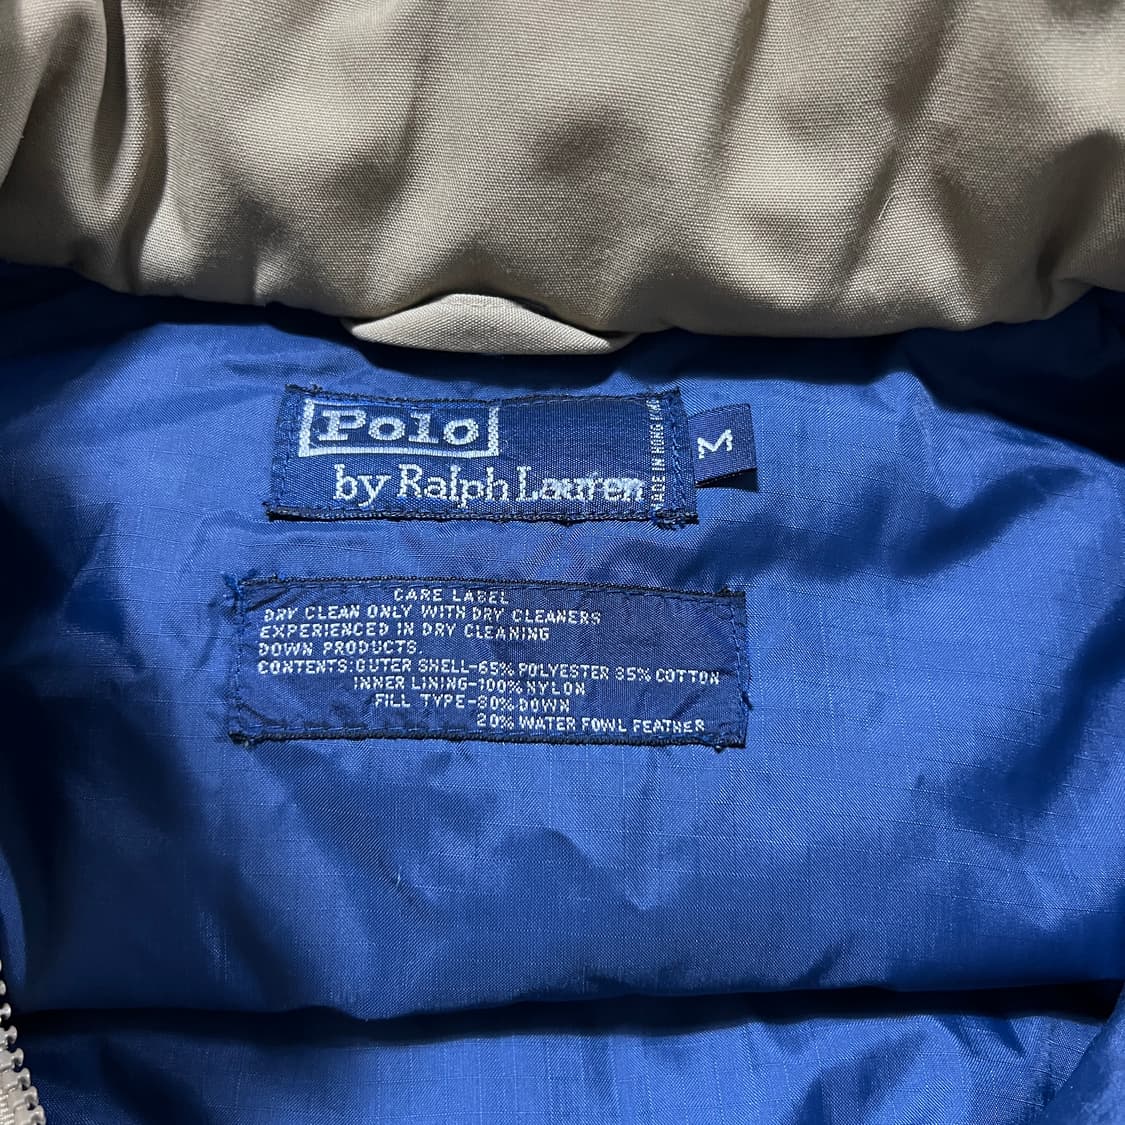 Polo
by Ralph Lauren
MADE IN HONG KONG
M
CARE LABEL
DRY CLEAN ONLY WITH DRY CLEANERS
EXPERIENCED IN DRY CLEANING
DOWN PRODUCTS.
CONTENTS: OUTER SHELL-65% POLYESTER 35% COTTON
INNER LINING-100% NYLON
FILL TYPE-80% DOWN
20% WATER FOWL FEATHER